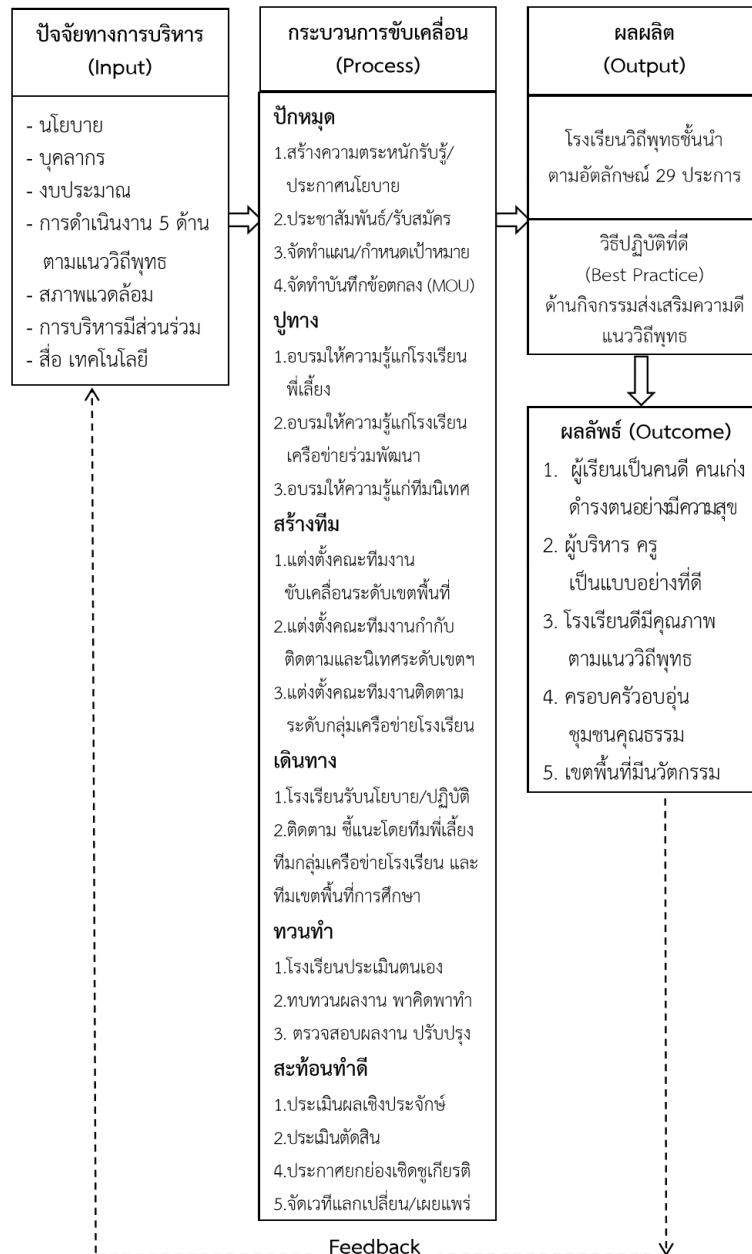 ปัจจัยทางการบริหาร
(Input)
- นโยบาย
- บุคลากร
- งบประมาณ
- การดำเนินงาน 5 ด้าน
ตามแนววิถีพุทธ
- สภาพแวดล้อม
- การบริหารมีส่วนร่วม
- สื่อ เทคโนโลยี
กระบวนการขับเคลื่อน
(Process)
ปักหมุด
1.สร้างความตระหนักรับรู้/
ประกาศนโยบาย
2.ประชาสัมพันธ์/รับสมัคร
3.จัดทำแผน/กำหนดเป้าหมาย
4.จัดทำบันทึกข้อตกลง (MOU)
ปูทาง
1.อบรมให้ความรู้แก่โรงเรียน
พี่เลี้ยง
2.อบรมให้ความรู้แก่โรงเรียน
เครือข่ายร่วมพัฒนา
3.อบรมให้ความรู้แก่ทีมนิเทศ
สร้างทีม
1.แต่งตั้งคณะทีมงาน
ขับเคลื่อนระดับเขตพื้นที่
2.แต่งตั้งคณะทีมงานกำกับ
ติดตามและนิเทศระดับเขตฯ
3.แต่งตั้งคณะทีมงานติดตาม
ระดับกลุ่มเครือข่ายโรงเรียน
เดินทาง
1.โรงเรียนรับนโยบาย/ปฏิบัติ
2.ติดตาม ชี้แนะโดยทีมพี่เลี้ยง
ทีมกลุ่มเครือข่ายโรงเรียน และ
ทีมเขตพื้นที่การศึกษา
ทวนทำ
1.โรงเรียนประเมินตนเอง
2.ทบทวนผลงาน พาคิดพาทำ
3. ตรวจสอบผลงาน ปรับปรุง
สะท้อนทำดี
1.ประเมินผลเชิงประจักษ์
2.ประเมินตัดสิน
4.ประกาศยกย่องเชิดชูเกียรติ
5.จัดเวทีแลกเปลี่ยน/เผยแพร่
ผลผลิต
(Output)
โรงเรียนวิถีพุทธชั้นนำ
ตามอัตลักษณ์ 29 ประการ
วิธีปฏิบัติที่ดี
(Best Practice)
ด้านกิจกรรมส่งเสริมความดี
แนววิถีพุทธ
ผลลัพธ์ (Outcome)
1. ผู้เรียนเป็นคนดี คนเก่ง
ดำรงตนอย่างมีความสุข
2. ผู้บริหาร ครู
เป็นแบบอย่างที่ดี
3. โรงเรียนดีมีคุณภาพ
ตามแนววิถีพุทธ
4. ครอบครัวอบอุ่น
ชุมชนคุณธรรม
5. เขตพื้นที่มีนวัตกรรม
Feedback